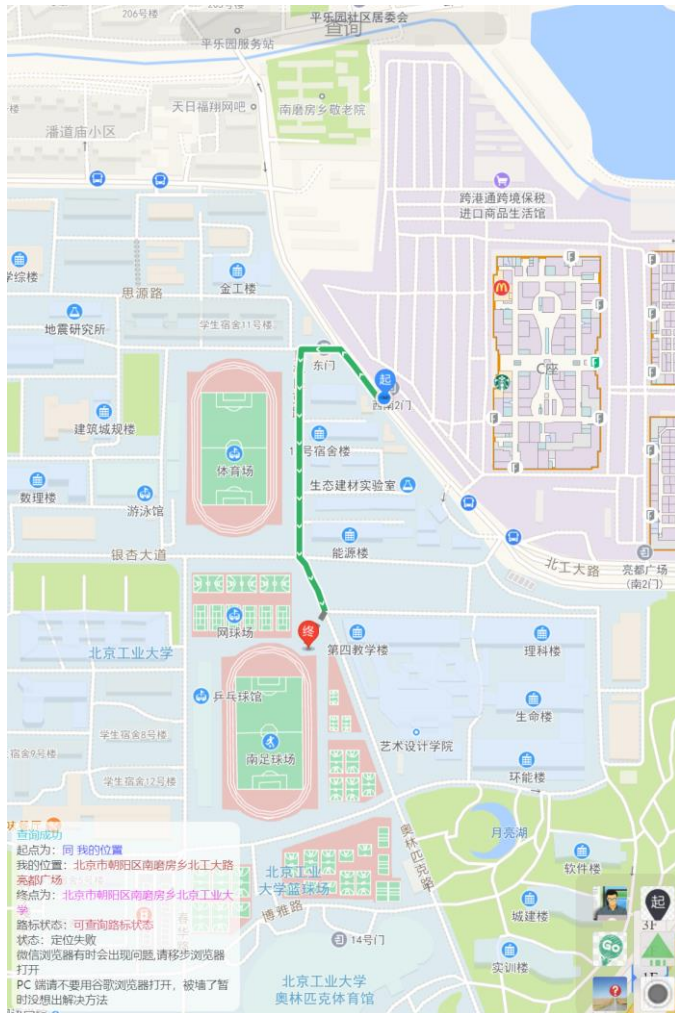 206号楼
205号楼
平乐园社区居委会
查询
平乐园服务站
天日福翔网吧
南磨房乡敬老院
潘道庙小区
跨港通跨境保税
进口商品生活馆
学综楼
金工楼
思源路
地震研究所
学生宿舍11号楼
东门
起
C座
西南2门
建筑城规楼
号宿舍楼
体育场
数理楼
游泳馆
生态建材实验室
银杏大道
能源楼
北工大路
亮都广场
(南2门)
网球场
终
第四教学楼
理科楼
北京工业大学
乒乓球馆
生命楼
学生宿舍8号楼
艺术设计学院
宿舍9号楼
南足球场
环能楼
学生宿舍12号楼
月亮湖
奥林匹克路
软件楼
查询成功
起点为：同 我的位置
我的位置：北京市朝阳区南磨房乡北工大路
亮都广场
终点为：北京市朝阳区南磨房乡北京工业大
学
路标状态：可查询路标状态
状态：定位失败
微信浏览器有时会出现问题,请移步浏览器
打开
PC 端请不要用谷歌浏览器打开，被墙了暂
时没想出解决方法
北京工业
大学篮球场
博雅路
14号门
城建楼
实训楼
北京工业大学
奥林匹克体育馆
起
3F
Go
1F